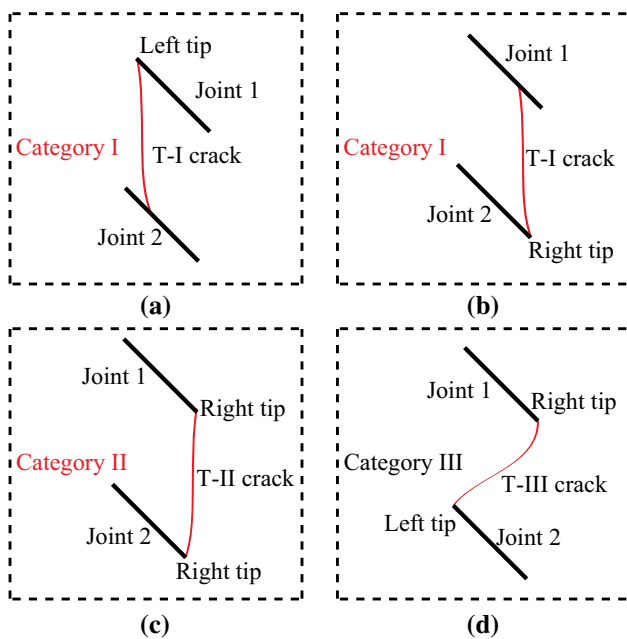 Left tip
Joint 1
Category I
T-I crack
Joint 2
(a)
Joint 1
Category I
T-I crack
Joint 2
Right tip
(b)
Joint 1
Right tip
Category II
T-II crack
Joint 2
Right tip
(c)
Joint 1
Right tip
Category III
T-III crack
Left tip
Joint 2
(d)